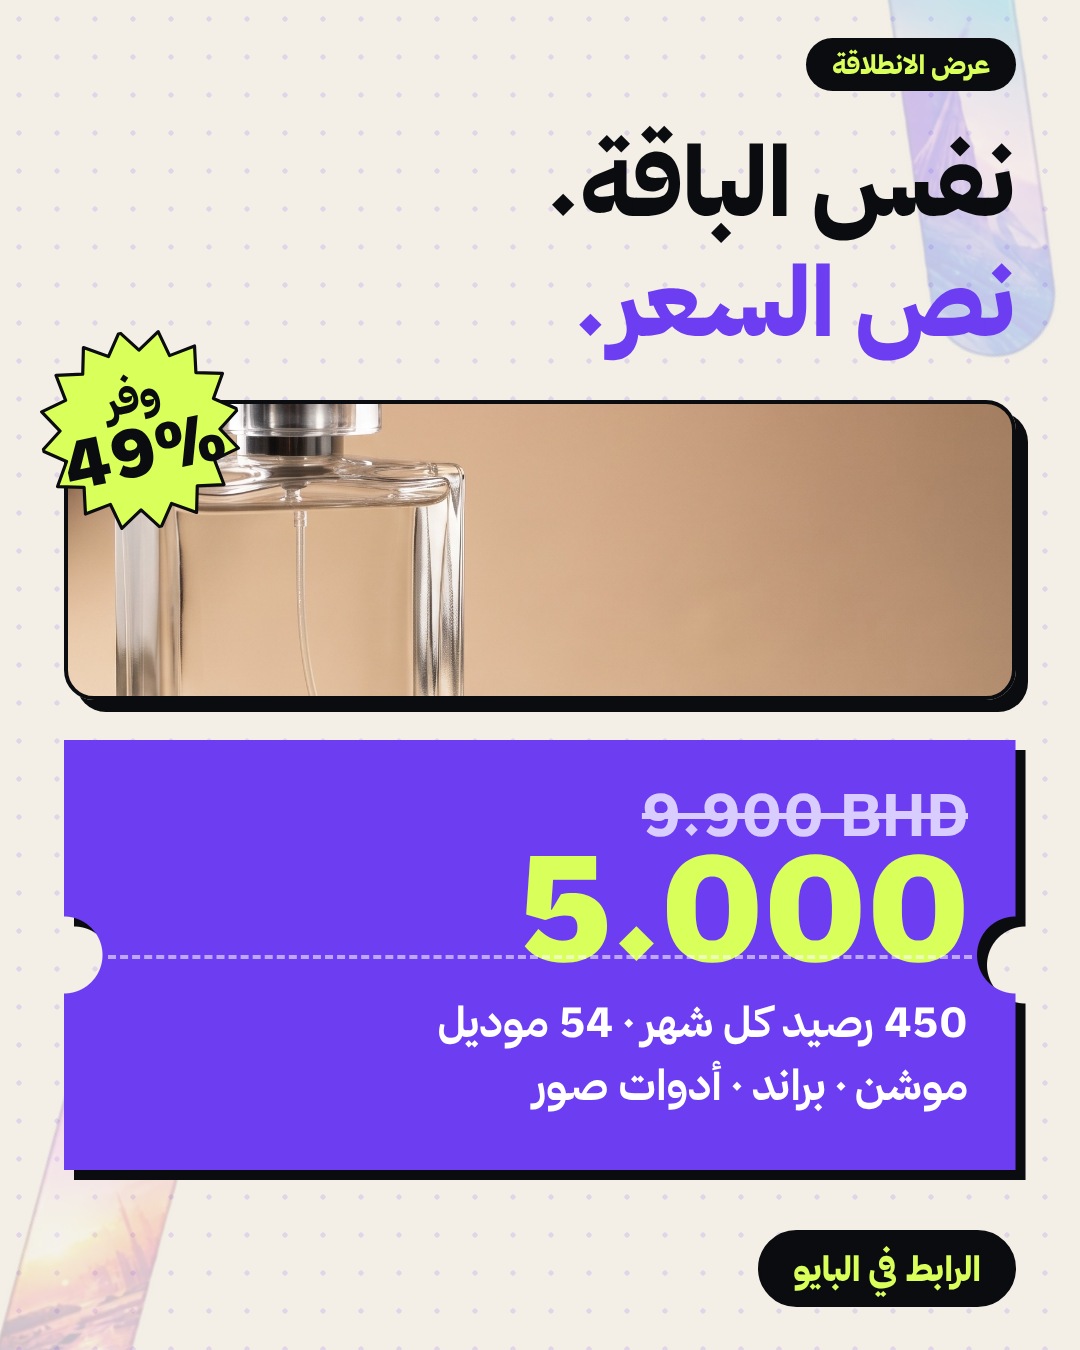 عرض الانطلاقة
نفس الباقة.
نص السعر.
وفر
49%
9.900 BHD
5.000
450 رصيد كل شهر · 54 موديل
موشن · براند · أدوات صور
الرابط في البايو